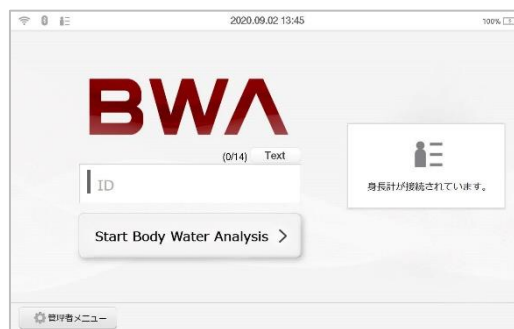 2020.09.02 13:45
100%
BWA
(0/14) Text
ID
身長計が接続されています。
Start Body Water Analysis >
管理者メニュー